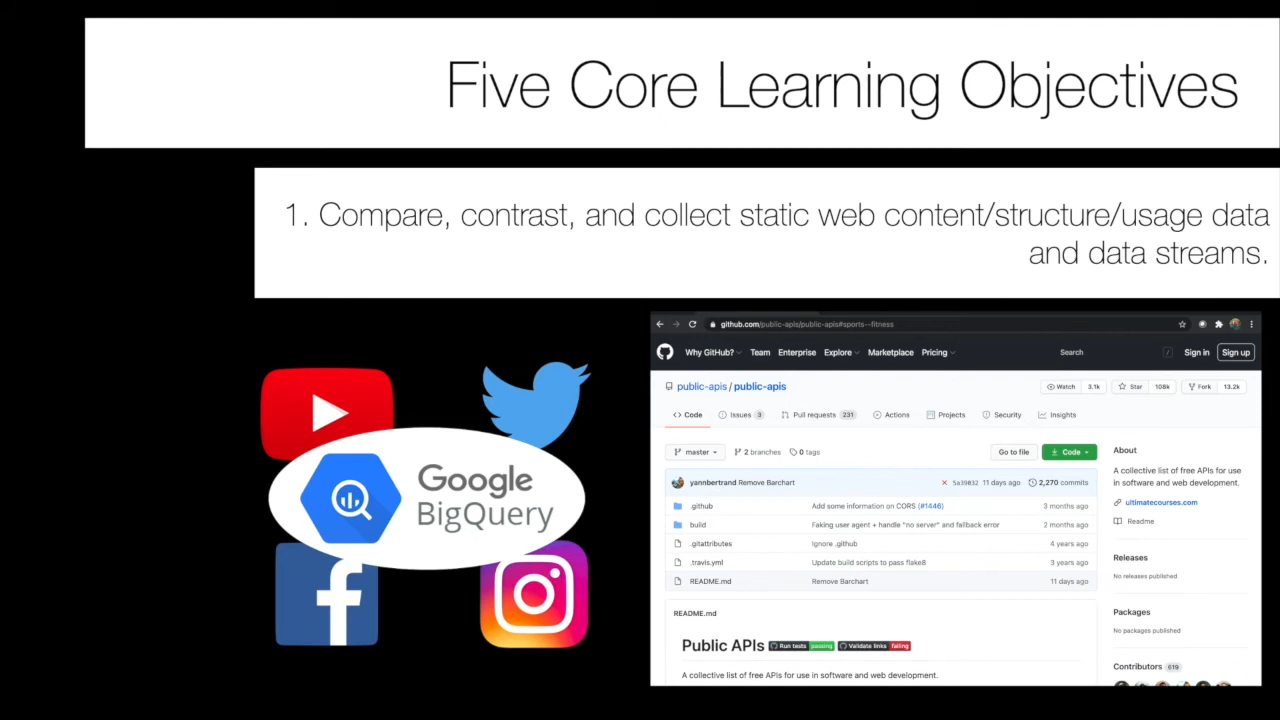 Five Core Learning Objectives
1. Compare, contrast, and collect static web content/structure/usage data
and data streams.
Google
BigQuery
github.com/public-apis/public-apis#sports--fitness
Why GitHub? Team Enterprise Explore Marketplace Pricing Search / Sign in Sign up
public-apis / public-apis Watch 3.1k Star 108k Fork 13.2k
Code Issues 3 Pull requests 231 Actions Projects Security Insights
master 2 branches 0 tags Go to file Code
yannbertrand Remove Barchart 5a39032 11 days ago 2,270 commits
.github Add some information on CORS (#1446) 3 months ago
build Faking user agent + handle "no server" and fallback error 2 months ago
.gitattributes Ignore .github 4 years ago
.travis.yml Update build scripts to pass flake8 3 years ago
README.md Remove Barchart 11 days ago
README.md
Public APIs Run tests passing Validate links failing
A collective list of free APIs for use in software and web development.
About
A collective list of free APIs for use
in software and web development.
ultimatecourses.com
Readme
Releases
No releases published
Packages
No packages published
Contributors 619